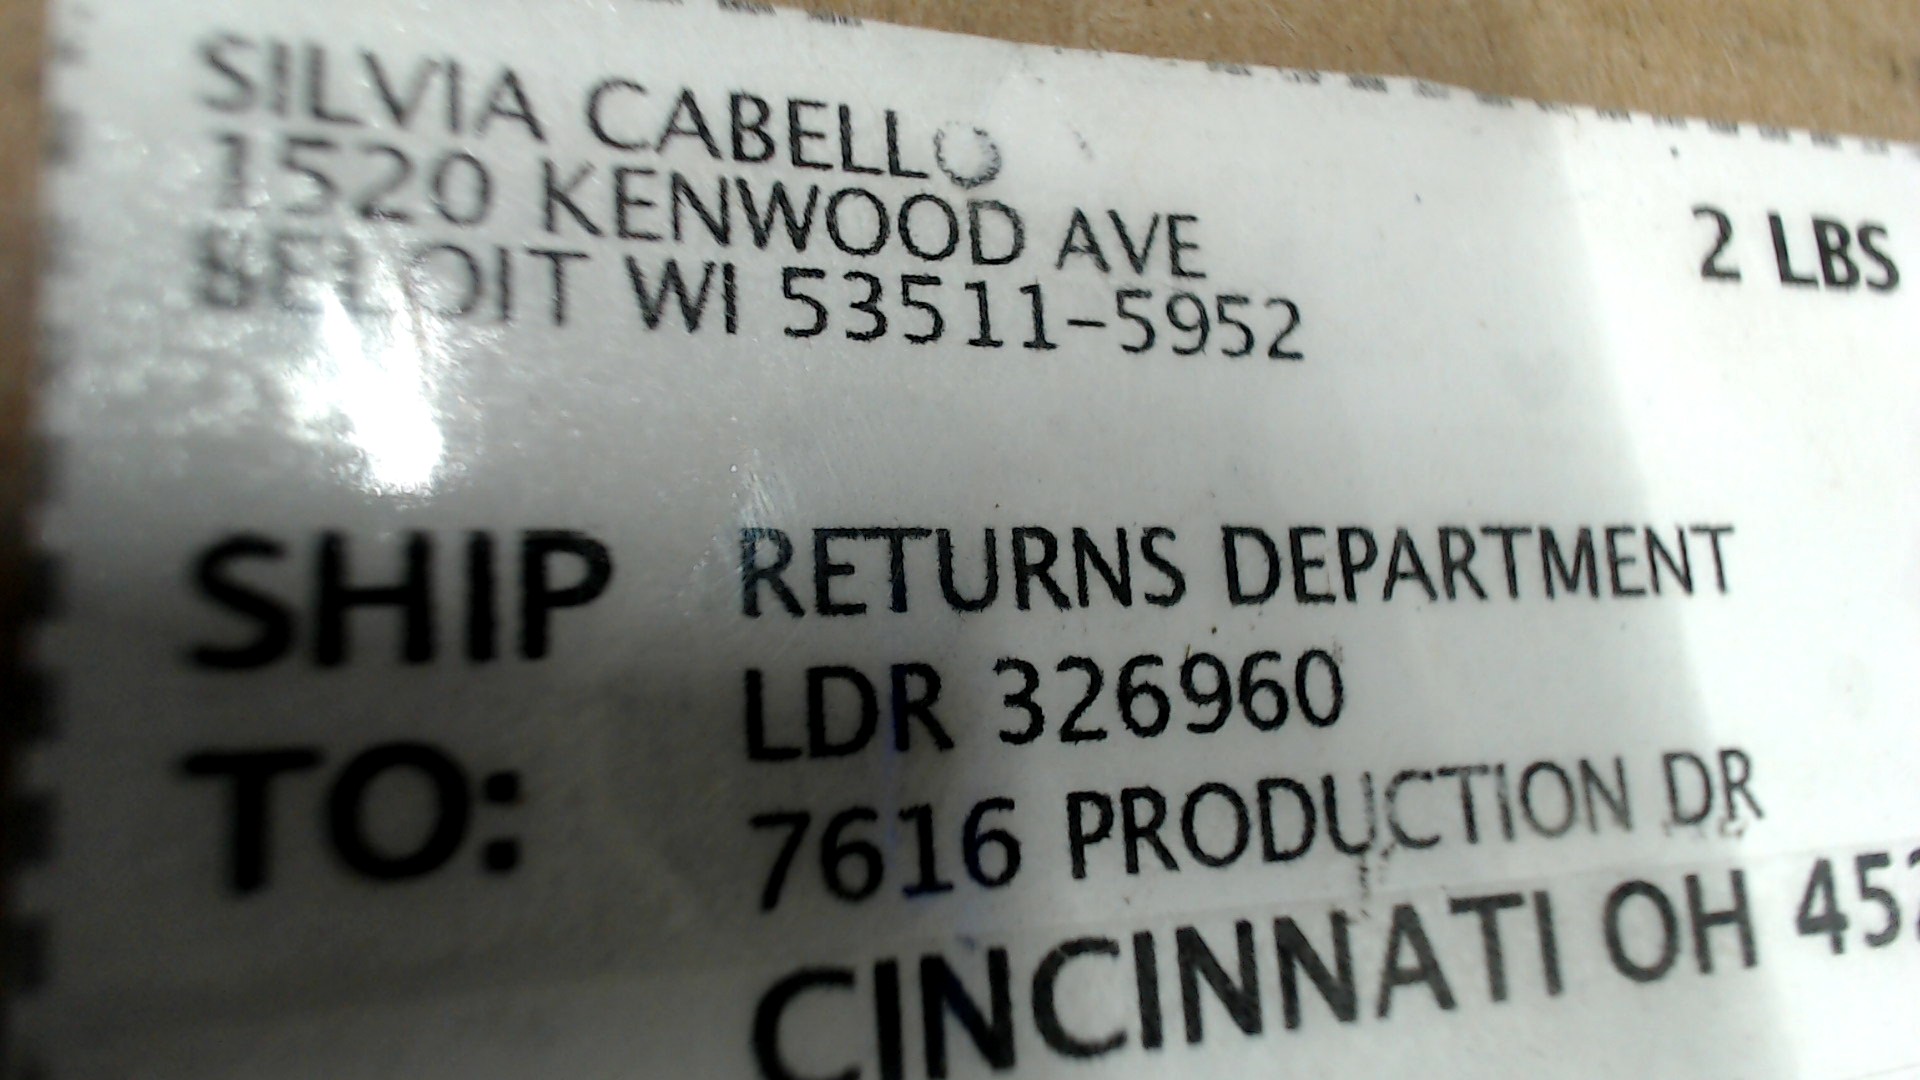 SILVIA CABELLO
1520 KENWOOD AVE
BELOIT WI 53511-5952
2 LBS
SHIP TO:
RETURNS DEPARTMENT
LDR 326960
7616 PRODUCTION DR
CINCINNATI OH